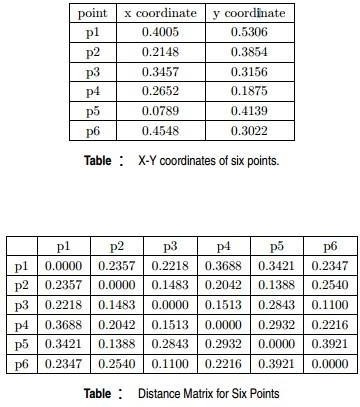 point x coordinate y coordinate
p1 0.4005 0.5306
p2 0.2148 0.3854
p3 0.3457 0.3156
p4 0.2652 0.1875
p5 0.0789 0.4139
p6 0.4548 0.3022
Table : X-Y coordinates of six points.
p1 p2 p3 p4 p5 p6
p1 0.0000 0.2357 0.2218 0.3688 0.3421 0.2347
p2 0.2357 0.0000 0.1483 0.2042 0.1388 0.2540
p3 0.2218 0.1483 0.0000 0.1513 0.2843 0.1100
p4 0.3688 0.2042 0.1513 0.0000 0.2932 0.2216
p5 0.3421 0.1388 0.2843 0.2932 0.0000 0.3921
p6 0.2347 0.2540 0.1100 0.2216 0.3921 0.0000
Table : Distance Matrix for Six Points